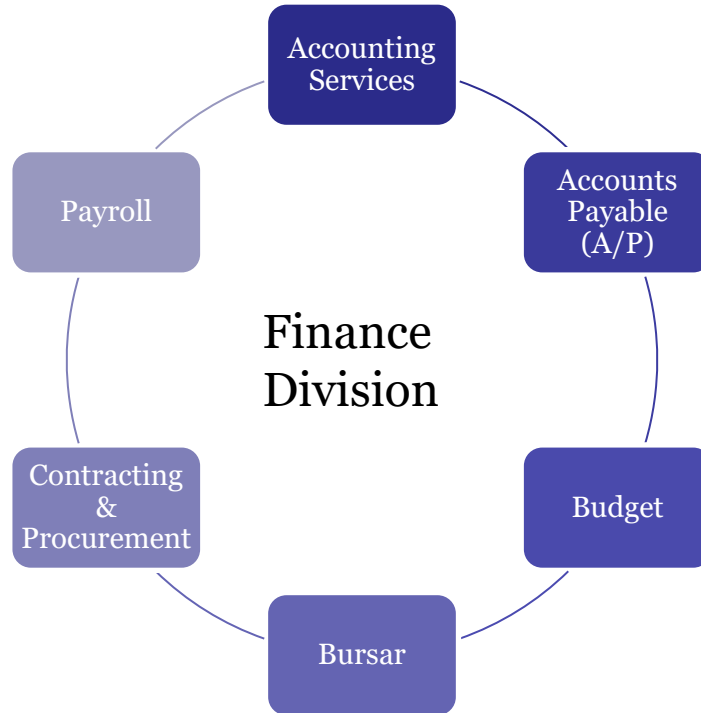 Accounting
Services
Accounts
Payable
(A/P)
Budget
Bursar
Contracting
&
Procurement
Payroll
Finance
Division